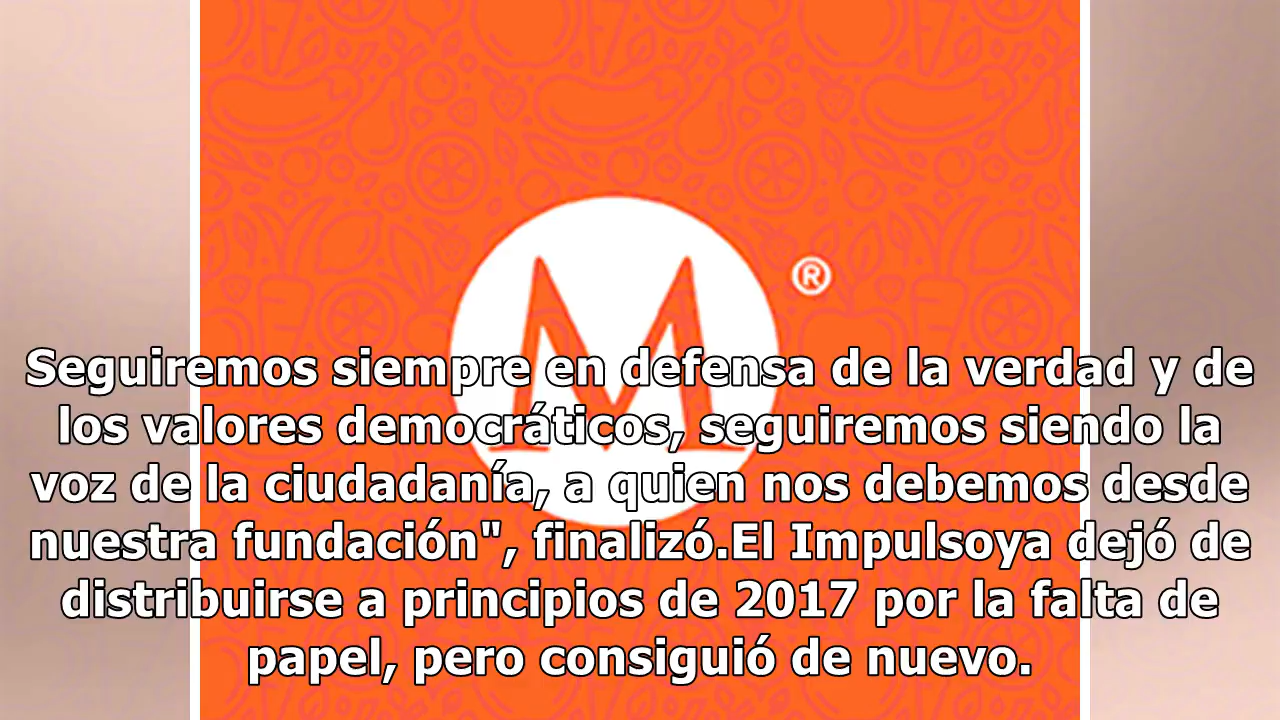 M
®
Seguiremos siempre en defensa de la verdad y de
los valores democráticos, seguiremos siendo la
voz de la ciudadanía, a quien nos debemos desde
nuestra fundación", finalizó.El Impulsoya dejó de
distribuirse a principios de 2017 por la falta de
papel, pero consiguió de nuevo.